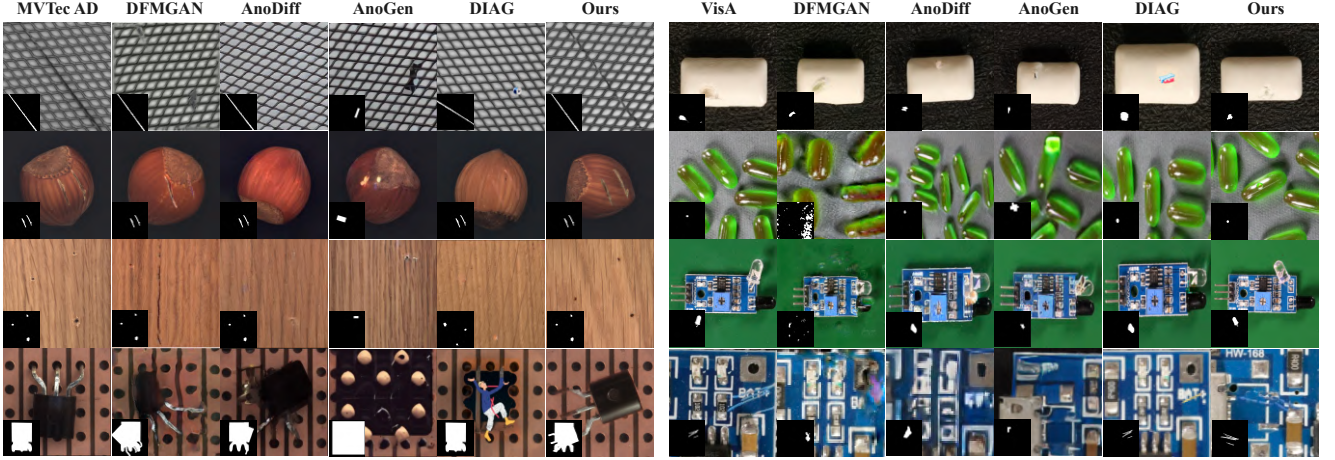 MVTec AD DFMGAN AnoDiff AnoGen DIAG Ours VisA DFMGAN AnoDiff AnoGen DIAG Ours
HW-168
BAT+